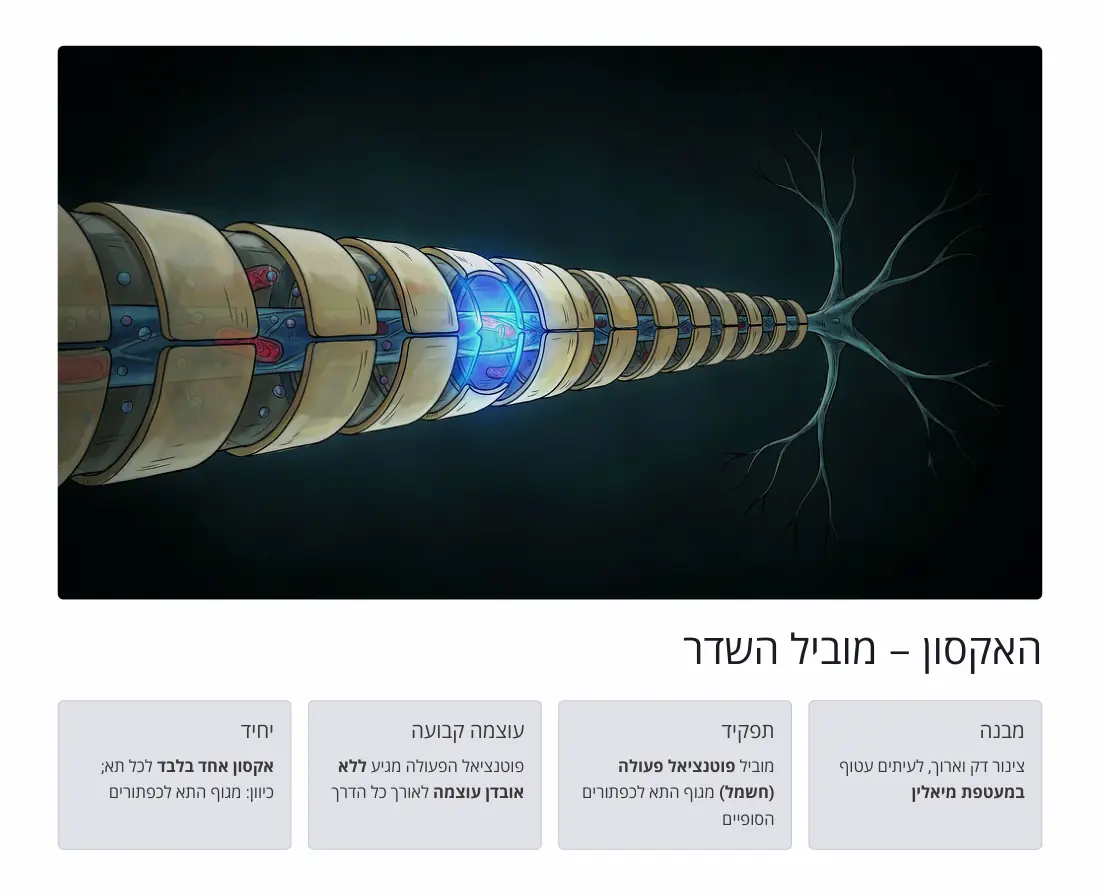 האקסון – מוביל השדר
מבנה
צינור דק וארוך, לעיתים עטוף
במעטפת מיאלין
תפקיד
מוביל פוטנציאל פעולה
(חשמל) מגוף התא לכפתורים
הסופיים
עוצמה קבועה
פוטנציאל הפעולה מגיע ללא
אובדן עוצמה לאורך כל הדרך
יחיד
אקסון אחד בלבד לכל תא;
כיוון: מגוף התא לכפתורים